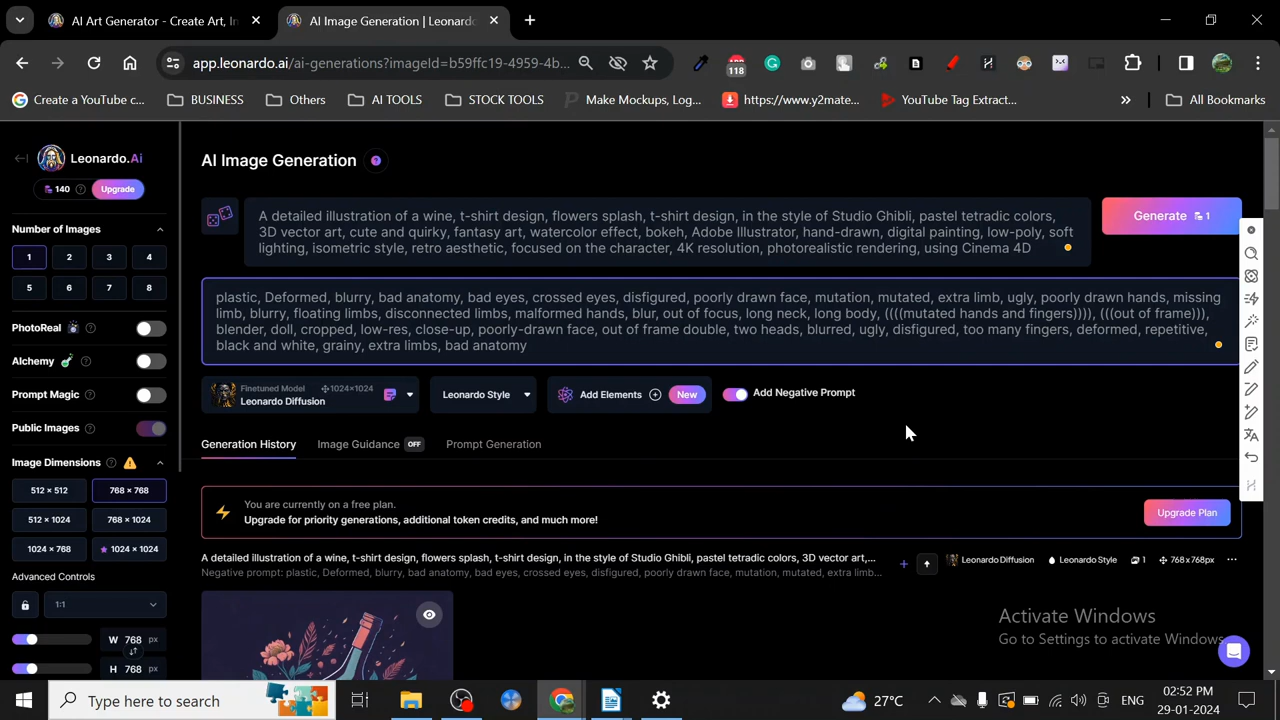 AI Art Generator - Create Art, In
AI Image Generation | Leonardo
app.leonardo.ai/ai-generations?imageId=b59ffc19-4959-4b...
118
Create a YouTube c...
BUSINESS
Others
AI TOOLS
STOCK TOOLS
Make Mockups, Log...
https://www.y2mate...
YouTube Tag Extract...
»
All Bookmarks
Leonardo.Ai
140
Upgrade
Number of Images
1 2 3 4
5 6 7 8
PhotoReal
Alchemy
Prompt Magic
Public Images
Image Dimensions
512 × 512 768 × 768
512 × 1024 768 × 1024
1024 × 768 1024 × 1024
Advanced Controls
1:1
W 768 px
H 768 px
AI Image Generation
A detailed illustration of a wine, t-shirt design, flowers splash, t-shirt design, in the style of Studio Ghibli, pastel tetradic colors,
3D vector art, cute and quirky, fantasy art, watercolor effect, bokeh, Adobe Illustrator, hand-drawn, digital painting, low-poly, soft
lighting, isometric style, retro aesthetic, focused on the character, 4K resolution, photorealistic rendering, using Cinema 4D
Generate 1
plastic, Deformed, blurry, bad anatomy, bad eyes, crossed eyes, disfigured, poorly drawn face, mutation, mutated, extra limb, ugly, poorly drawn hands, missing
limb, blurry, floating limbs, disconnected limbs, malformed hands, blur, out of focus, long neck, long body, ((((mutated hands and fingers)))), (((out of frame))),
blender, doll, cropped, low-res, close-up, poorly-drawn face, out of frame double, two heads, blurred, ugly, disfigured, too many fingers, deformed, repetitive,
black and white, grainy, extra limbs, bad anatomy
Finetuned Model 1024×1024
Leonardo Diffusion
Leonardo Style
Add Elements
New
Add Negative Prompt
Generation History
Image Guidance OFF
Prompt Generation
You are currently on a free plan.
Upgrade for priority generations, additional token credits, and much more!
Upgrade Plan
A detailed illustration of a wine, t-shirt design, flowers splash, t-shirt design, in the style of Studio Ghibli, pastel tetradic colors, 3D vector art,...
Negative prompt: plastic, Deformed, blurry, bad anatomy, bad eyes, crossed eyes, disfigured, poorly drawn face, mutation, mutated, extra limb...
Leonardo Diffusion
Leonardo Style
1
768x768px
Activate Windows
Go to Settings to activate Windows.
Type here to search
27°C
ENG
02:52 PM
29-01-2024